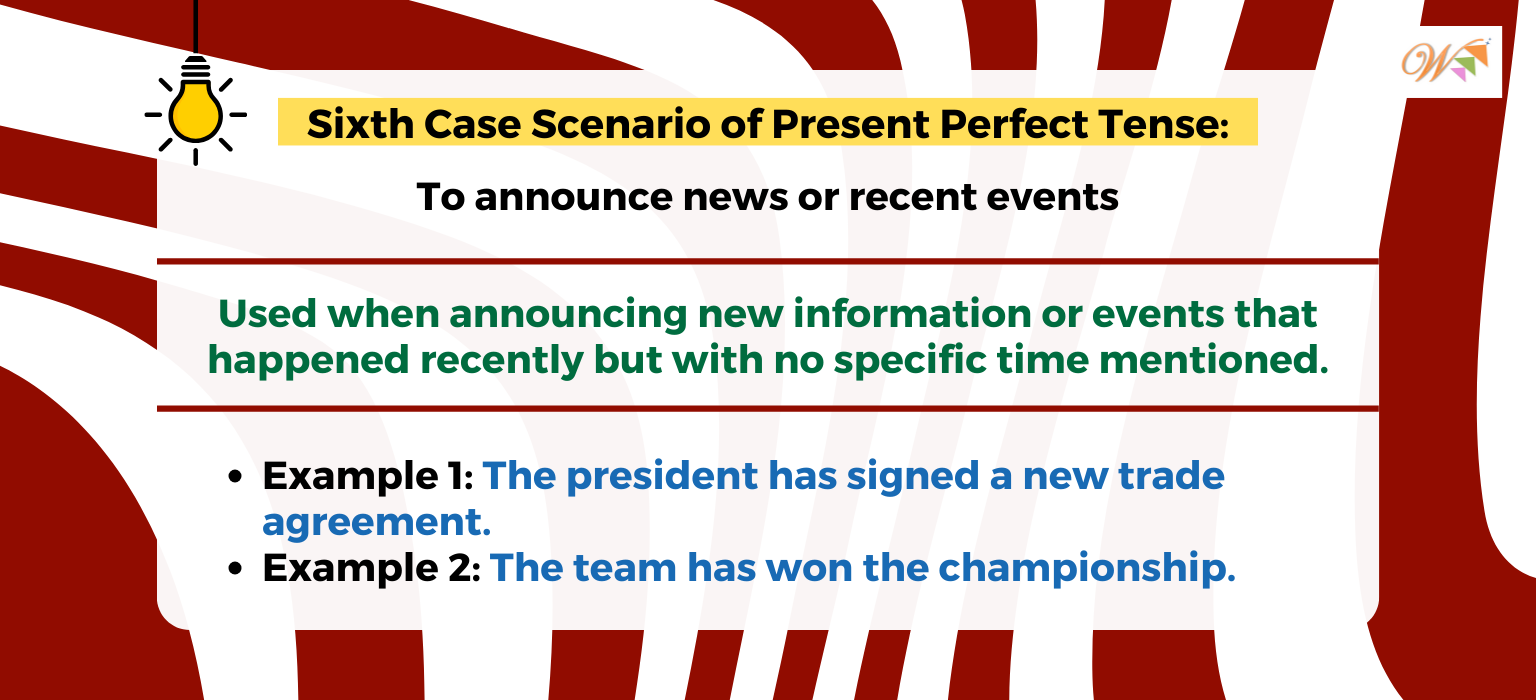 W
Sixth Case Scenario of Present Perfect Tense:
To announce news or recent events
Used when announcing new information or events that
happened recently but with no specific time mentioned.
• Example 1: The president has signed a new trade
agreement.
• Example 2: The team has won the championship.